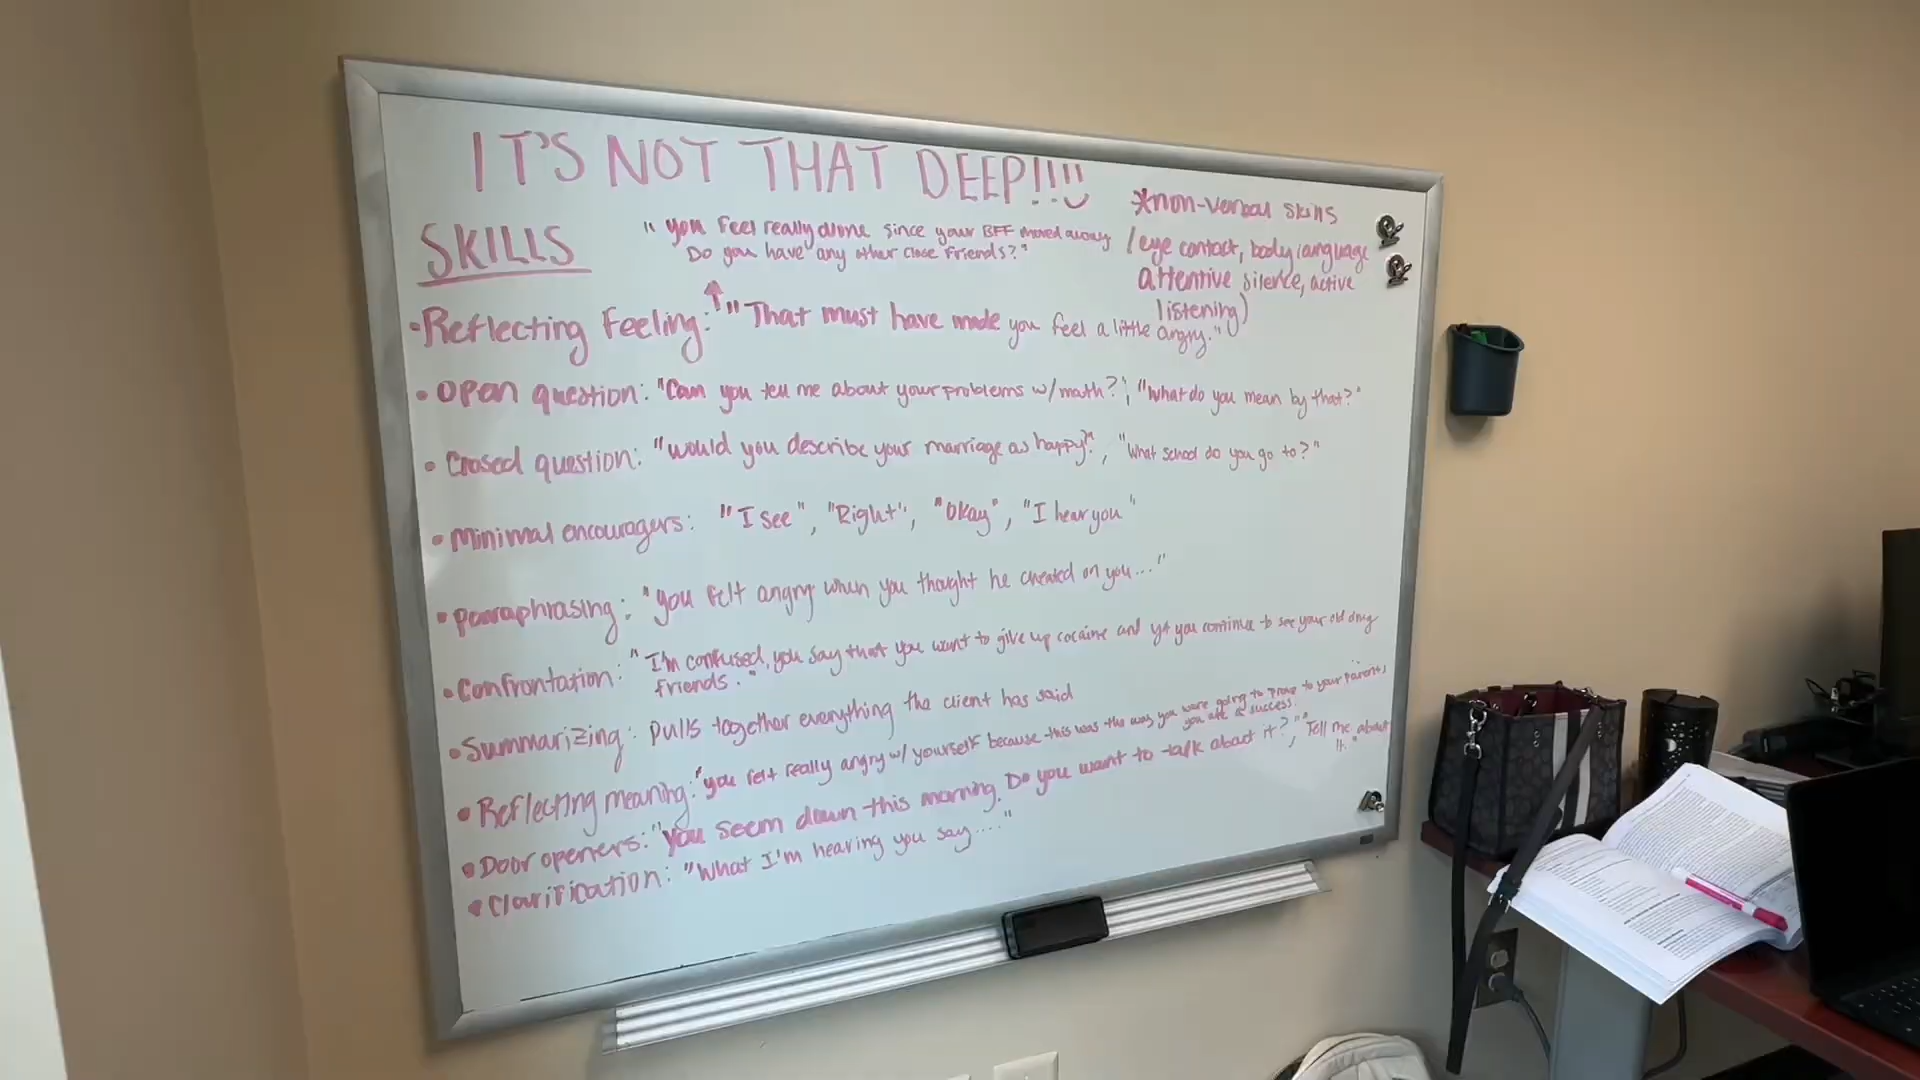 IT'S NOT THAT DEEP!!!
*non-verbal skills
(eye contact, body language
attentive silence, active
listening)
SKILLS
"you feel really alone since your BFF moved away
Do you have any other close friends?"
•Reflecting Feeling: "That must have made you feel a little angry."
• Open question: "Can you tell me about your problems w/math?", "What do you mean by that?"
• Closed question: "would you describe your marriage as happy?", "What school do you go to?"
• Minimal encouragers: "I see", "Right", "Okay", "I hear you"
• paraphrasing: "you felt angry when you thought he cheated on you..."
• Confrontation: "I'm confused, you say that you want to give up cocaine and yet you continue to see your old drug
friends."
• Summarizing: pulls together everything the client has said
• Reflecting meaning: "you felt really angry w/ yourself because this was the way you were going to prove to your parents
you are a success."
• Door openers: "You seem down this morning. Do you want to talk about it?", "Tell me about
it."
• Clarification: "What I'm hearing you say...."